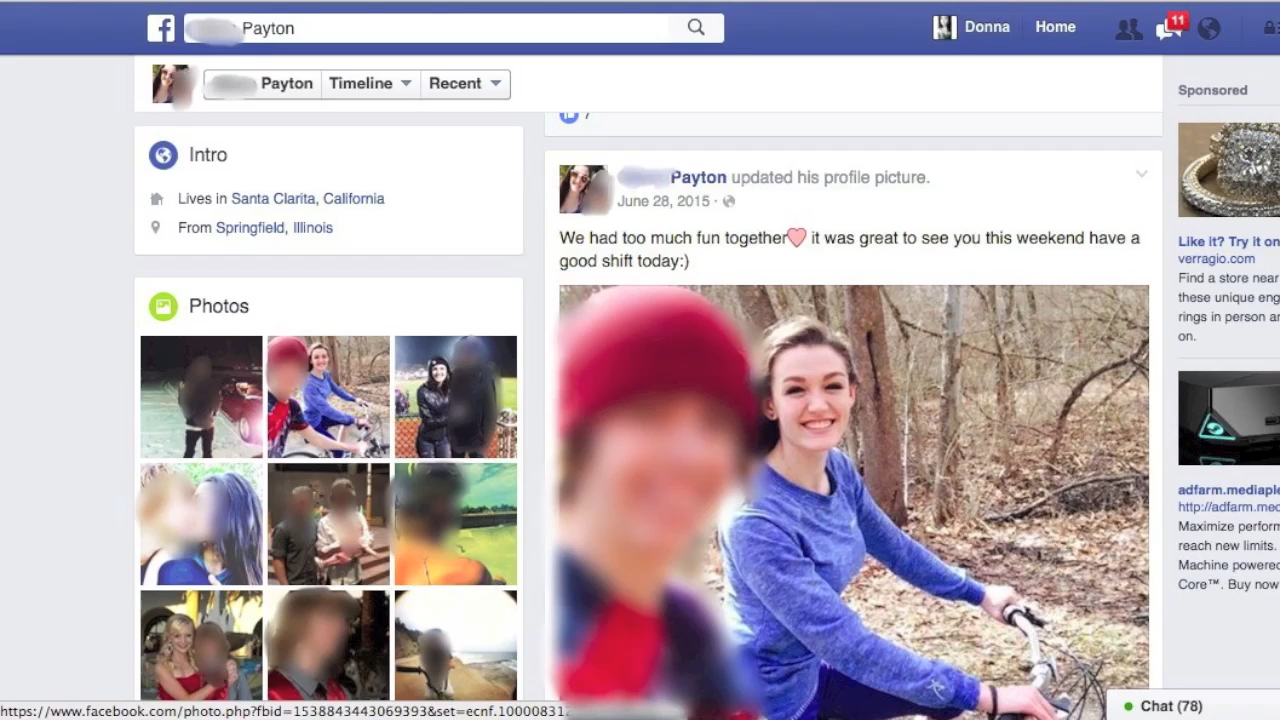 Payton
Donna
Home
11
Payton
Timeline
Recent
Sponsored
7
Intro
Lives in Santa Clarita, California
From Springfield, Illinois
Payton updated his profile picture.
June 28, 2015 ·
We had too much fun together it was great to see you this weekend have a
good shift today:)
Photos
Like it? Try it on
verragio.com
Find a store near
these unique eng
rings in person an
on.
adfarm.mediaple
http://adfarm.med
Maximize perform
reach new limits.
Machine powered
Core™. Buy now
https://www.facebook.com/photo.php?fbid=1538843443069393&set=ecnf.10000831
Chat (78)